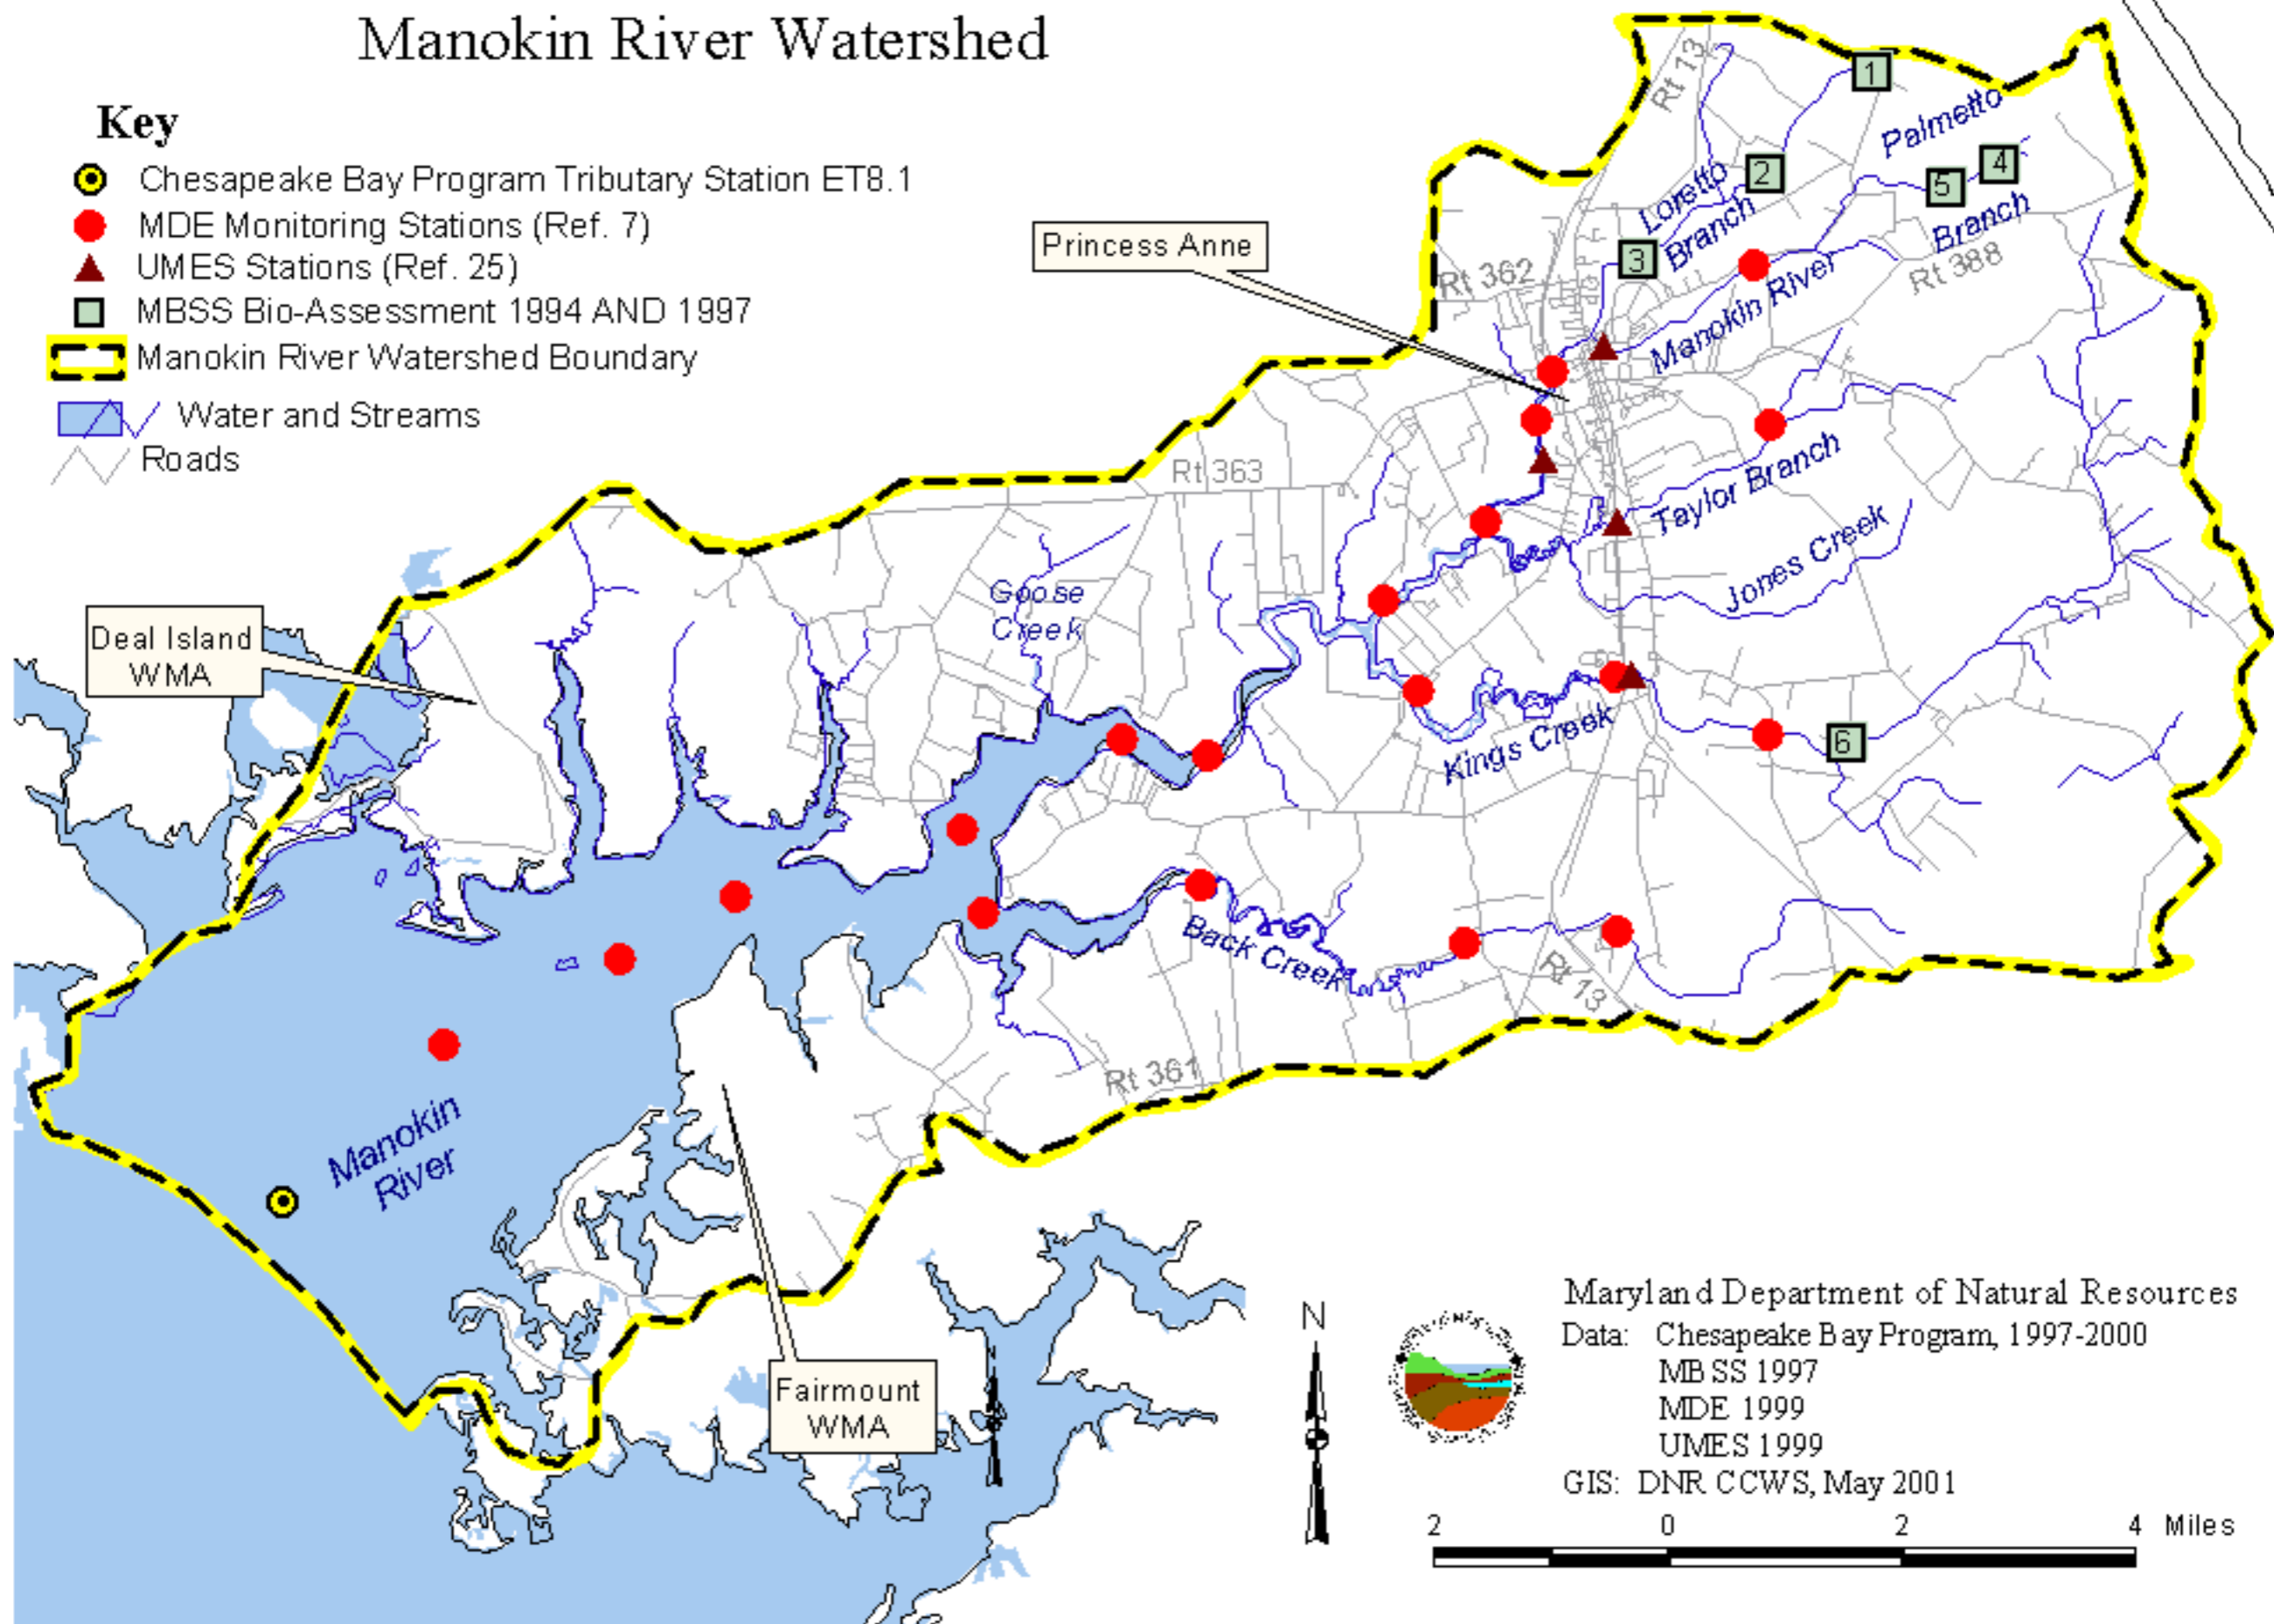 Manokin River Watershed
Key
Chesapeake Bay Program Tributary Station ET8.1
MDE Monitoring Stations (Ref. 7)
UMES Stations (Ref. 25)
MBSS Bio-Assessment 1994 AND 1997
Manokin River Watershed Boundary
Water and Streams
Roads
Rt 13
1
Palmetto
Branch
2
4
5
Loretto
Branch
3
Princess Anne
Rt 362
Rt 388
Manokin River
Rt 363
Taylor Branch
Jones Creek
Goose
Creek
Deal Island
WMA
Kings Creek
6
Back Creek
Rt 13
Rt 361
Manokin
River
Fairmount
WMA
N
Maryland Department of Natural Resources
Data: Chesapeake Bay Program, 1997-2000
MBSS 1997
MDE 1999
UMES 1999
GIS: DNR CCWS, May 2001
2 0 2 4 Miles